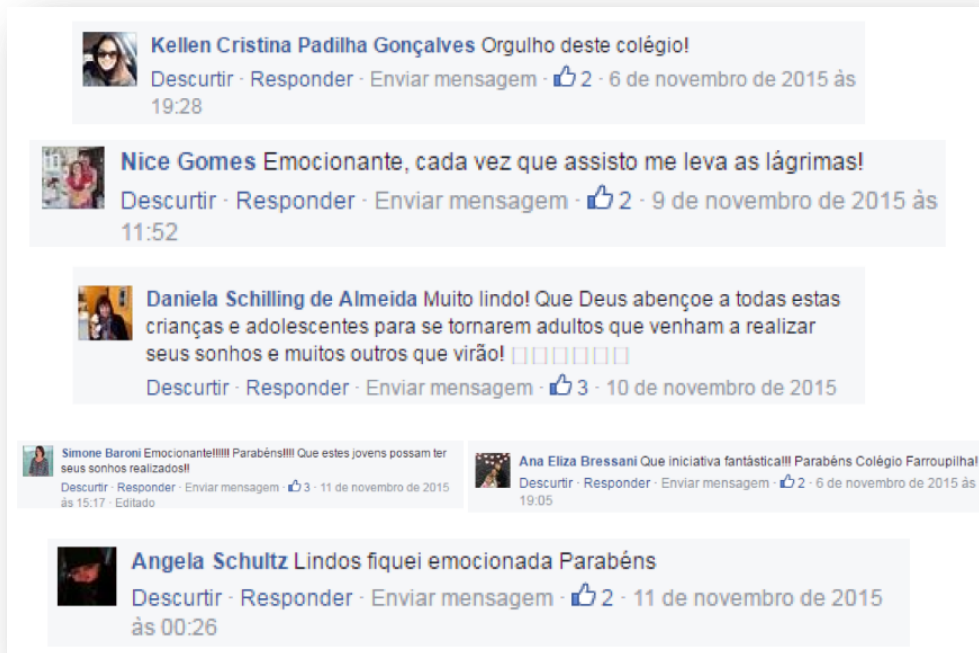 Kellen Cristina Padilha Gonçalves Orgulho deste colégio!
Descurtir · Responder · Enviar mensagem · 2 · 6 de novembro de 2015 às
19:28
Nice Gomes Emocionante, cada vez que assisto me leva as lágrimas!
Descurtir · Responder · Enviar mensagem · 2 · 9 de novembro de 2015 às
11:52
Daniela Schilling de Almeida Muito lindo! Que Deus abençoe a todas estas
crianças e adolescentes para se tornarem adultos que venham a realizar
seus sonhos e muitos outros que virão! □□□□□□
Descurtir · Responder · Enviar mensagem · 3 · 10 de novembro de 2015
Simone Baroni Emocionante!!!!!! Parabéns!!!! Que estes jovens possam ter
seus sonhos realizados!!
Descurtir · Responder · Enviar mensagem · 3 · 11 de novembro de 2015
às 15:17 · Editado
Ana Eliza Bressani Que iniciativa fantàstica!!! Parabéns Colégio Farroupilha!
Descurtir · Responder · Enviar mensagem · 2 · 6 de novembro de 2015 às
19:05
Angela Schultz Lindos fiquei emocionada Parabéns
Descurtir · Responder · Enviar mensagem · 2 · 11 de novembro de 2015
às 00:26